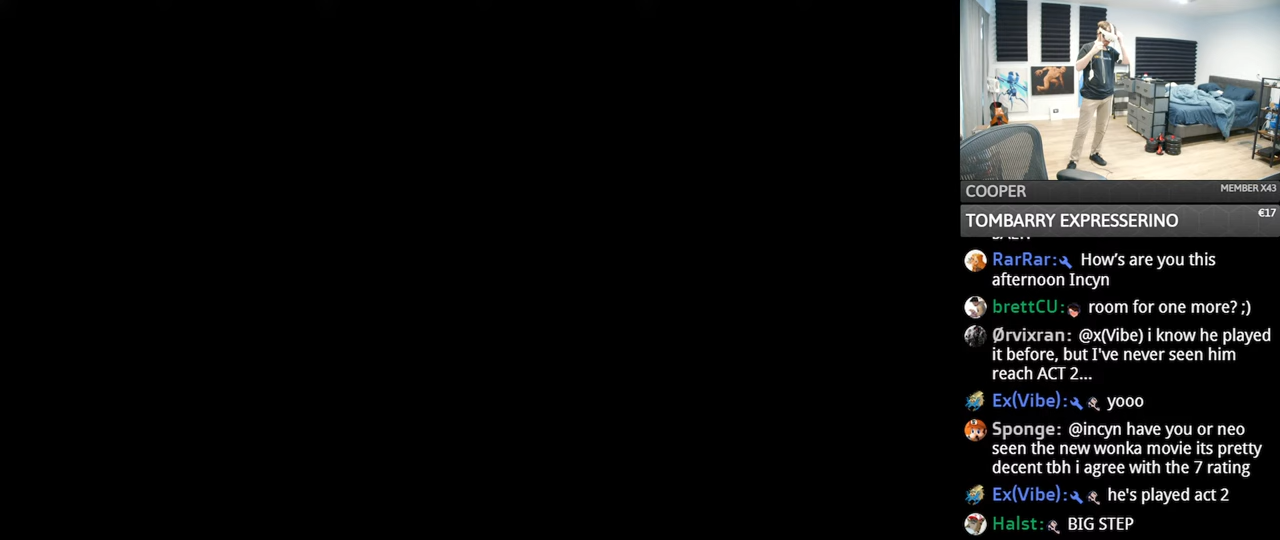 COOPER
MEMBER X43
TOMBARRY EXPRESSERINO
€17
RarRar: How's are you this
afternoon Incyn
brettCU: room for one more? ;)
Ørvixran: @x(Vibe) i know he played
it before, but I've never seen him
reach ACT 2...
Ex(Vibe): yooo
Sponge: @incyn have you or neo
seen the new wonka movie its pretty
decent tbh i agree with the 7 rating
Ex(Vibe): he's played act 2
Halst: BIG STEP